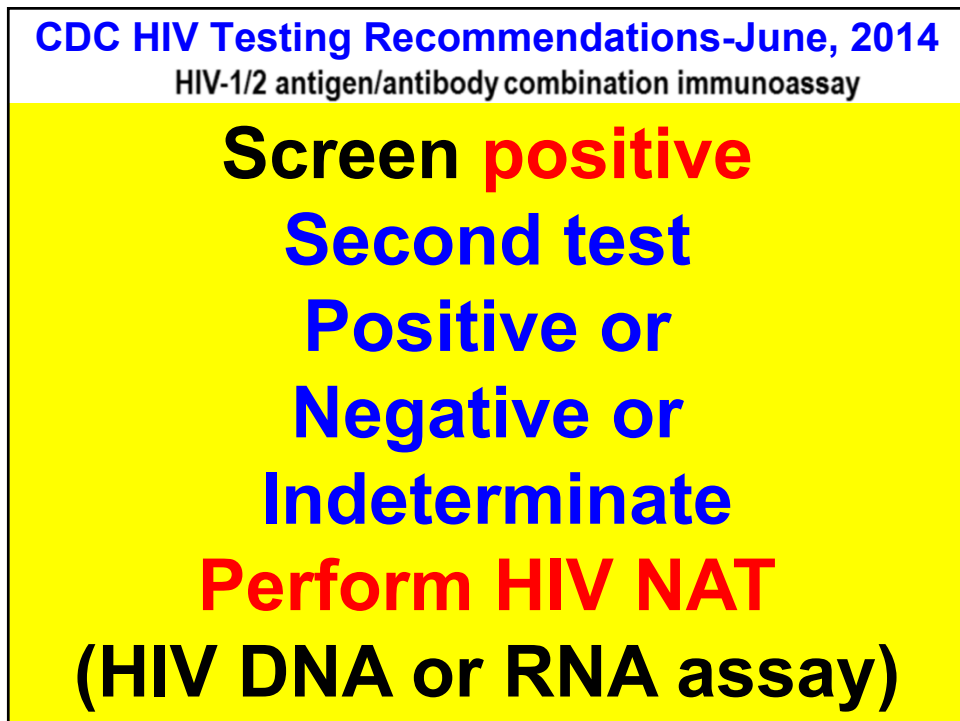 CDC HIV Testing Recommendations-June, 2014
HIV-1/2 antigen/antibody combination immunoassay
Screen positive
Second test
Positive or
Negative or
Indeterminate
Perform HIV NAT
(HIV DNA or RNA assay)